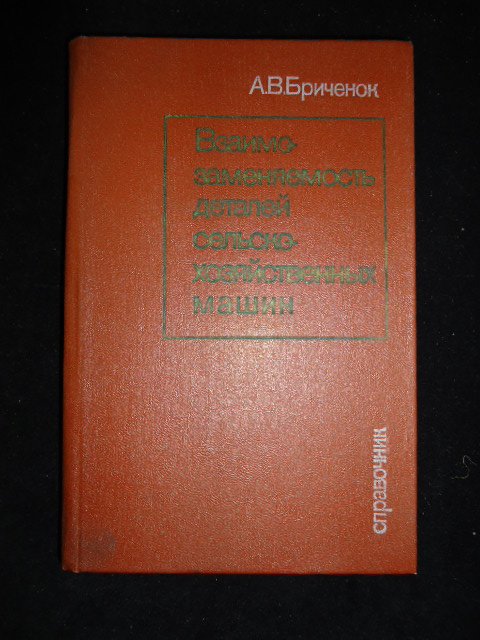 А.В.Бриченок
Взаимо-
заменяемость
деталей
сельско-
хозяйственных
машин
справочник